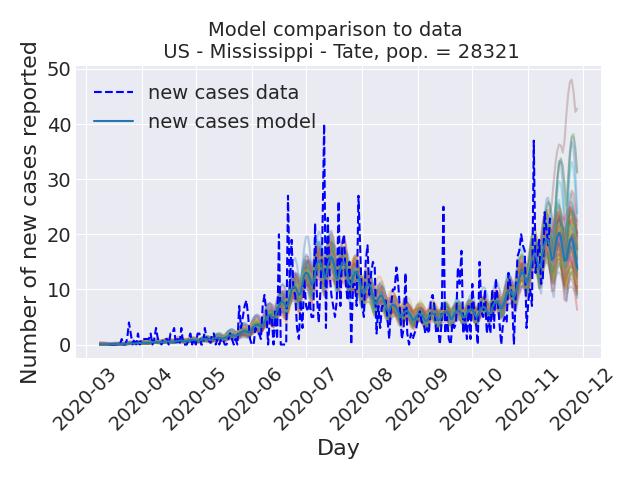 Model comparison to data
US - Mississippi - Tate, pop. = 28321
Number of new cases reported
50
40
30
20
10
0
new cases data
new cases model
2020-03
2020-04
2020-05
2020-06
2020-07
2020-08
2020-09
2020-10
2020-11
2020-12
Day